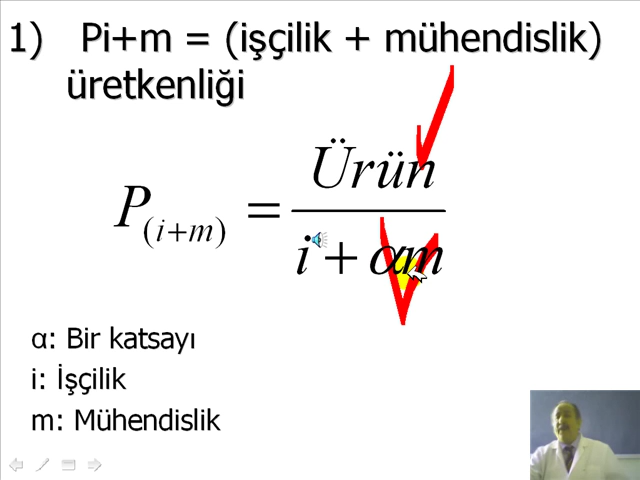 1) Pi+m = (işçilik + mühendislik)
üretkenliği
P(i+m) = Ürün / i + αm
α: Bir katsayı
i: İşçilik
m: Mühendislik